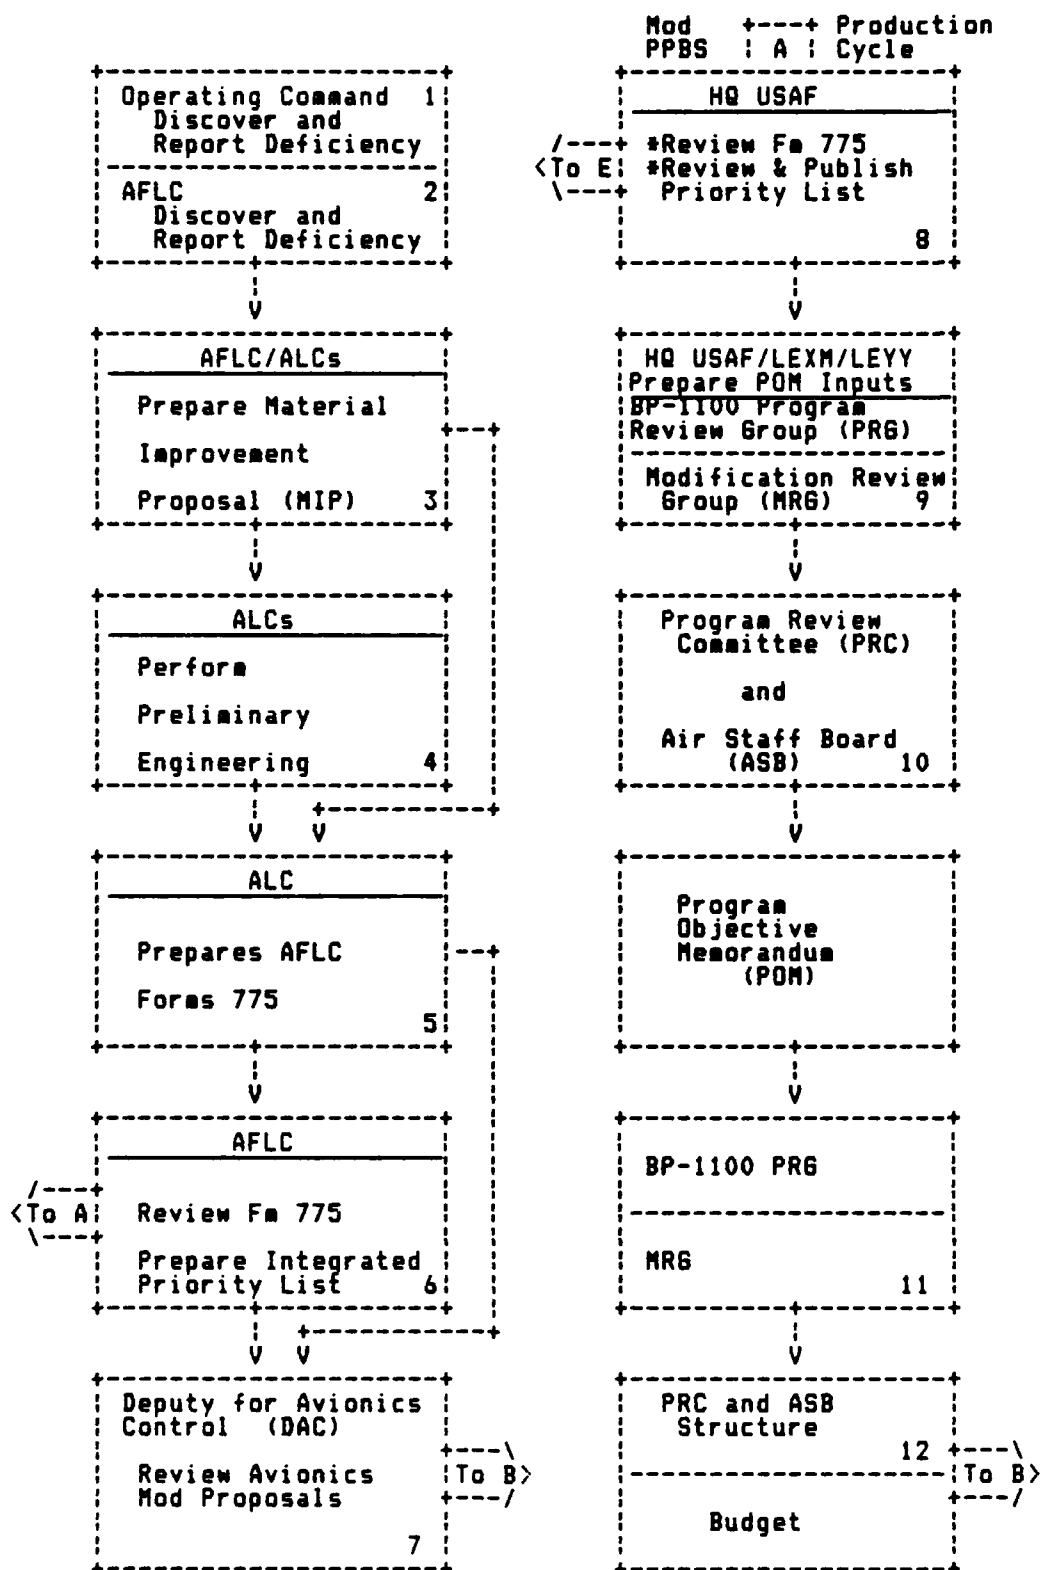 Operating Command 1
Discover and
Report Deficiency
AFLC 2
Discover and
Report Deficiency
AFLC/ALCs
Prepare Material
Improvement
Proposal (MIP) 3
ALCs
Perform
Preliminary
Engineering 4
ALC
Prepares AFLC
Forms 775
5
AFLC
<To A
Review Fm 775
Prepare Integrated
Priority List 6
Deputy for Avionics
Control (DAC)
Review Avionics
Mod Proposals
To B>
7
Mod Production
PPBS A Cycle
HQ USAF
*Review Fm 775
<To E *Review & Publish
Priority List
8
HQ USAF/LEXM/LEYY
Prepare POM Inputs
BP-1100 Program
Review Group (PRG)
Modification Review
Group (MRG) 9
Program Review
Committee (PRC)
and
Air Staff Board
(ASB) 10
Program
Objective
Memorandum
(POM)
BP-1100 PRG
MRG
11
PRC and ASB
Structure
12
To B>
Budget